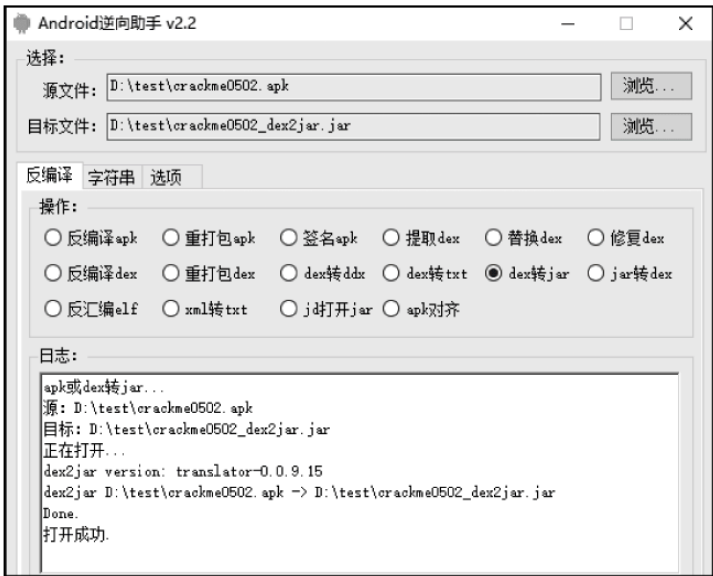 Android逆向助手 v2.2
选择:
源文件: D:\test\crackme0502.apk 浏览...
目标文件: D:\test\crackme0502_dex2jar.jar 浏览...
反编译 字符串 选项
操作:
反编译apk 重打包apk 签名apk 提取dex 替换dex 修复dex
反编译dex 重打包dex dex转ddx dex转txt dex转jar jar转dex
反汇编elf xml转txt jd打开jar apk对齐
日志:
apk或dex转jar...
源: D:\test\crackme0502.apk
目标: D:\test\crackme0502_dex2jar.jar
正在打开...
dex2jar version: translator-0.0.9.15
dex2jar D:\test\crackme0502.apk -> D:\test\crackme0502_dex2jar.jar
Done.
打开成功.